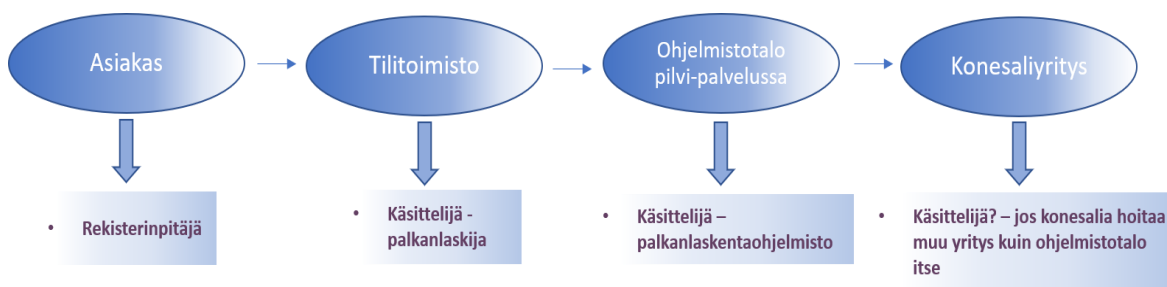 Asiakas
Tilitoimisto
Ohjelmistotalo
pilvi-palvelussa
Konesaliyritys
• Rekisterinpitäjä
• Käsittelijä -
palkanlaskija
• Käsittelijä –
palkanlaskentaohjelmisto
• Käsittelijä? – jos konesalia hoitaa
muu yritys kuin ohjelmistotalo
itse